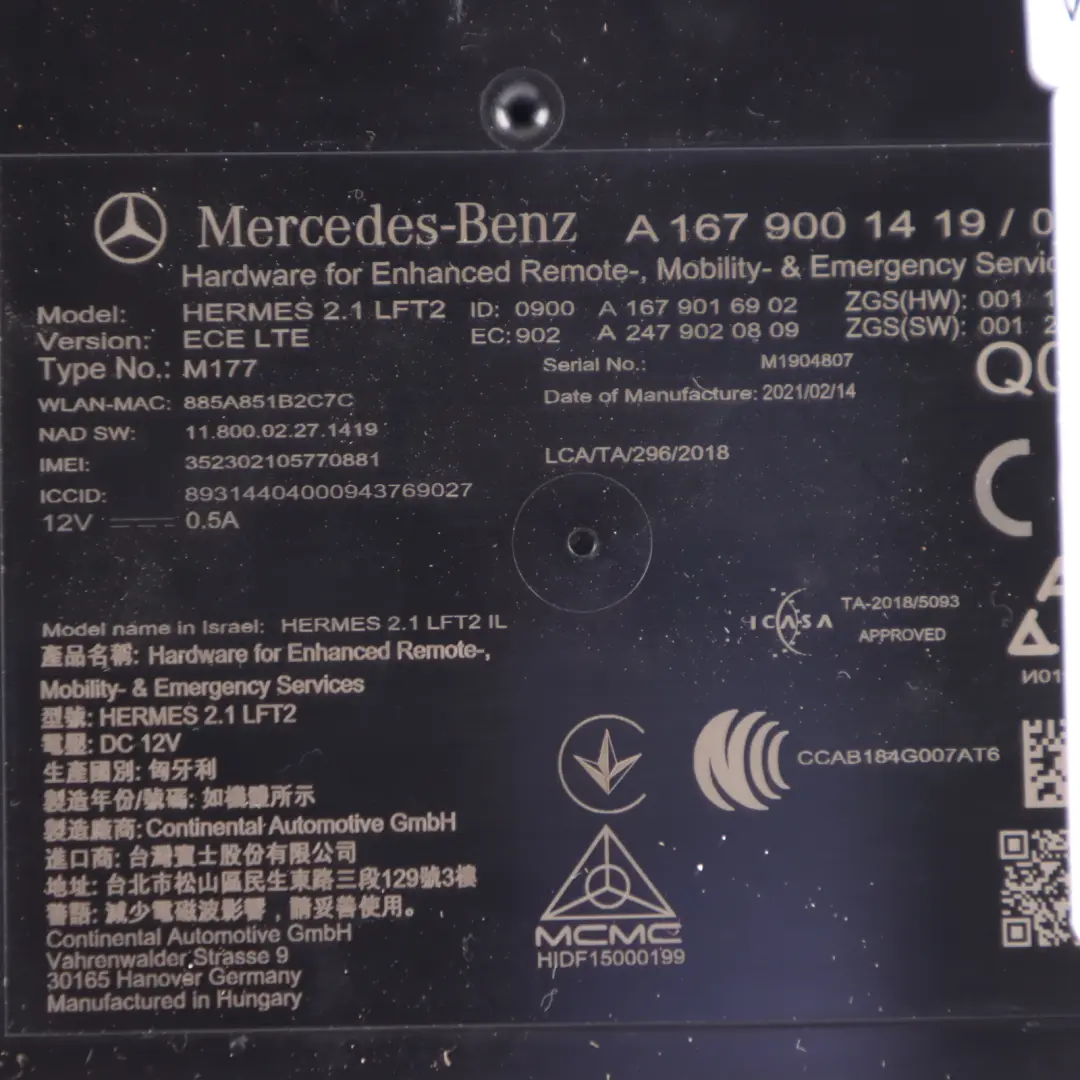 Mercedes-Benz A 167 900 14 19 / 0
Hardware for Enhanced Remote-, Mobility- & Emergency Servic
Model: HERMES 2.1 LFT2 ID: 0900 A 167 901 69 02 ZGS(HW): 001 1
Version: ECE LTE EC: 902 A 247 902 08 09 ZGS(SW): 001 2
Type No.: M177 Serial No.: M1904807
WLAN-MAC: 885A851B2C7C Date of Manufacture: 2021/02/14
NAD SW: 11.800.02.27.1419
IMEI: 352302105770881 LCA/TA/296/2018
ICCID: 89314404000943769027
12V 0.5A
Model name in Israel: HERMES 2.1 LFT2 IL
產品名稱: Hardware for Enhanced Remote-,
Mobility- & Emergency Services
型號: HERMES 2.1 LFT2
電壓: DC 12V
生產國別: 匈牙利
製造年份/號碼: 如機體所示
製造廠商: Continental Automotive GmbH
進口商: 台灣賓士股份有限公司
地址: 台北市松山區民生東路三段129號3樓
警語: 減少電磁波影響，請妥善使用。
Continental Automotive GmbH
Vahrenwalder Strasse 9
30165 Hanover Germany
Manufactured in Hungary
ICASA TA-2018/5093
APPROVED
CCAB184G007AT6
MCMC
HIDF15000199
И01